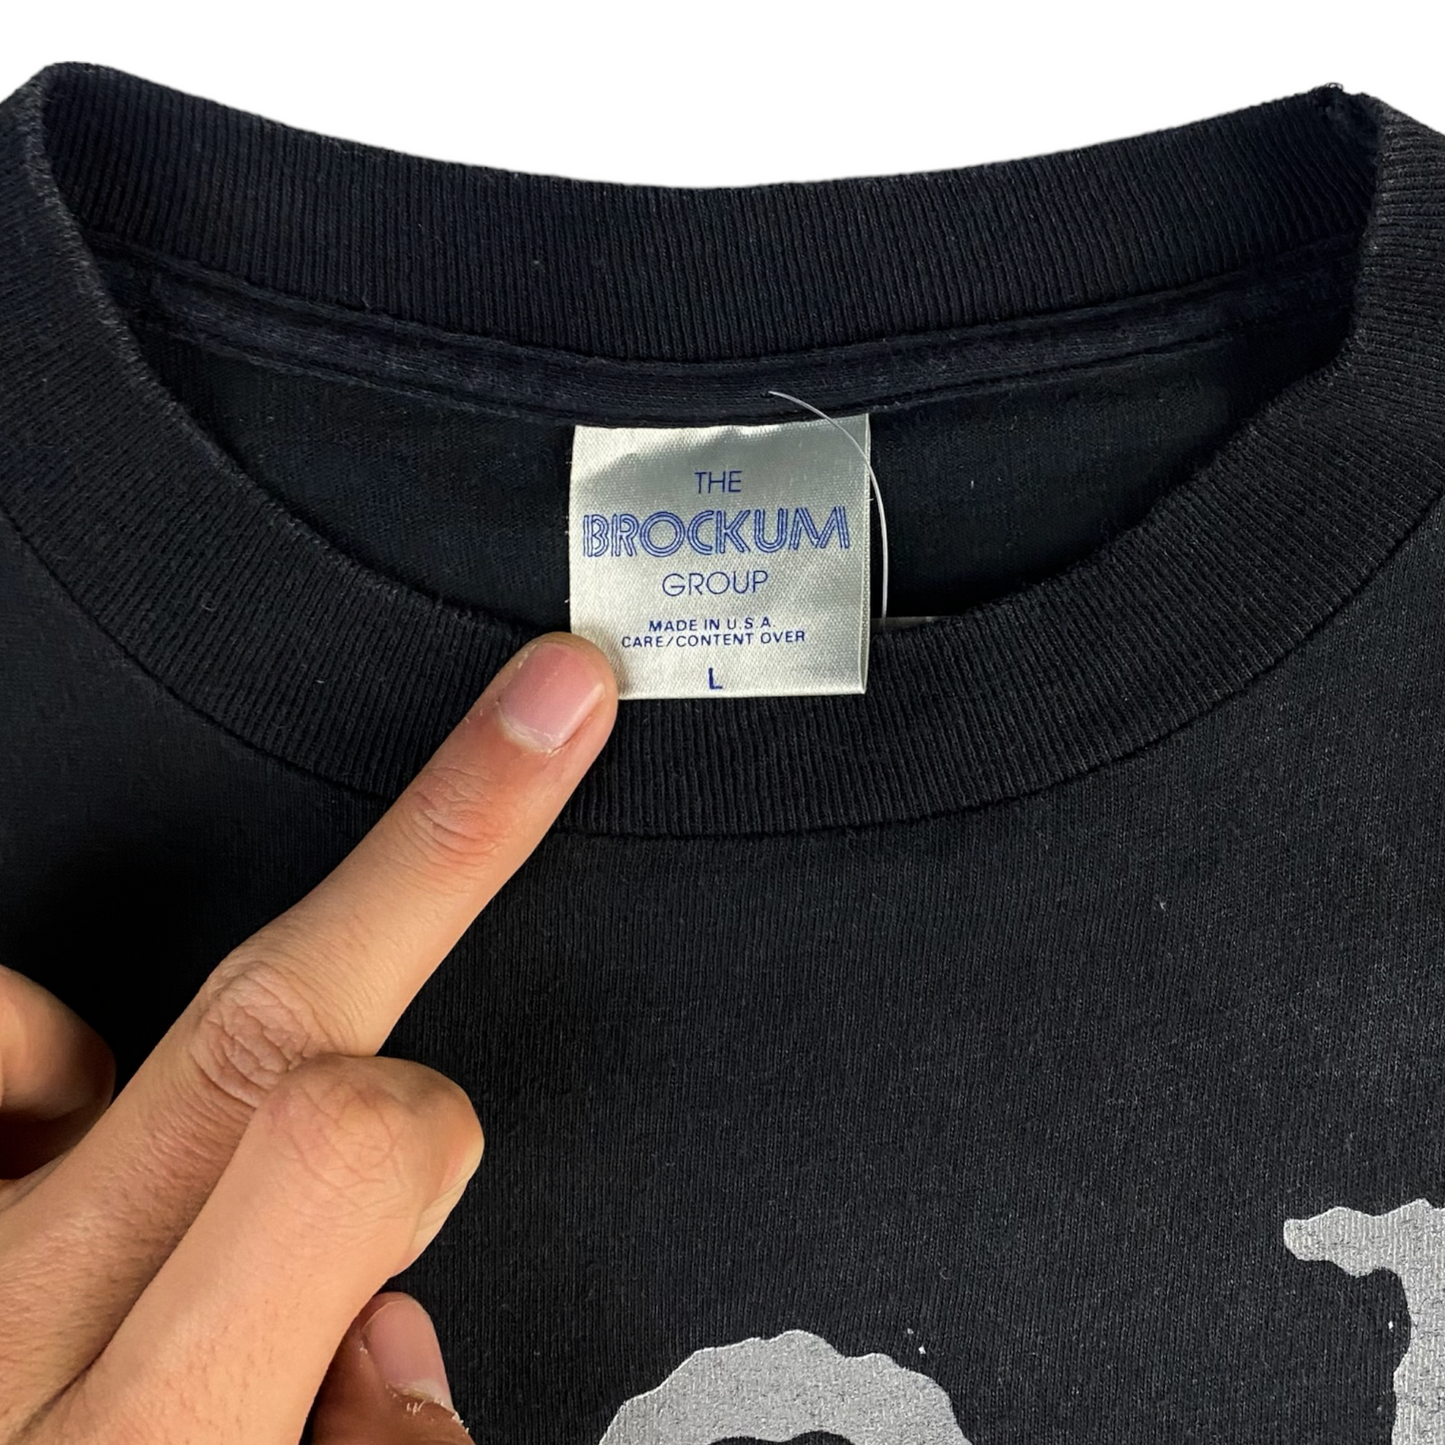 THE
BROCKUM
GROUP
MADE IN U.S.A.
CARE/CONTENT OVER
L